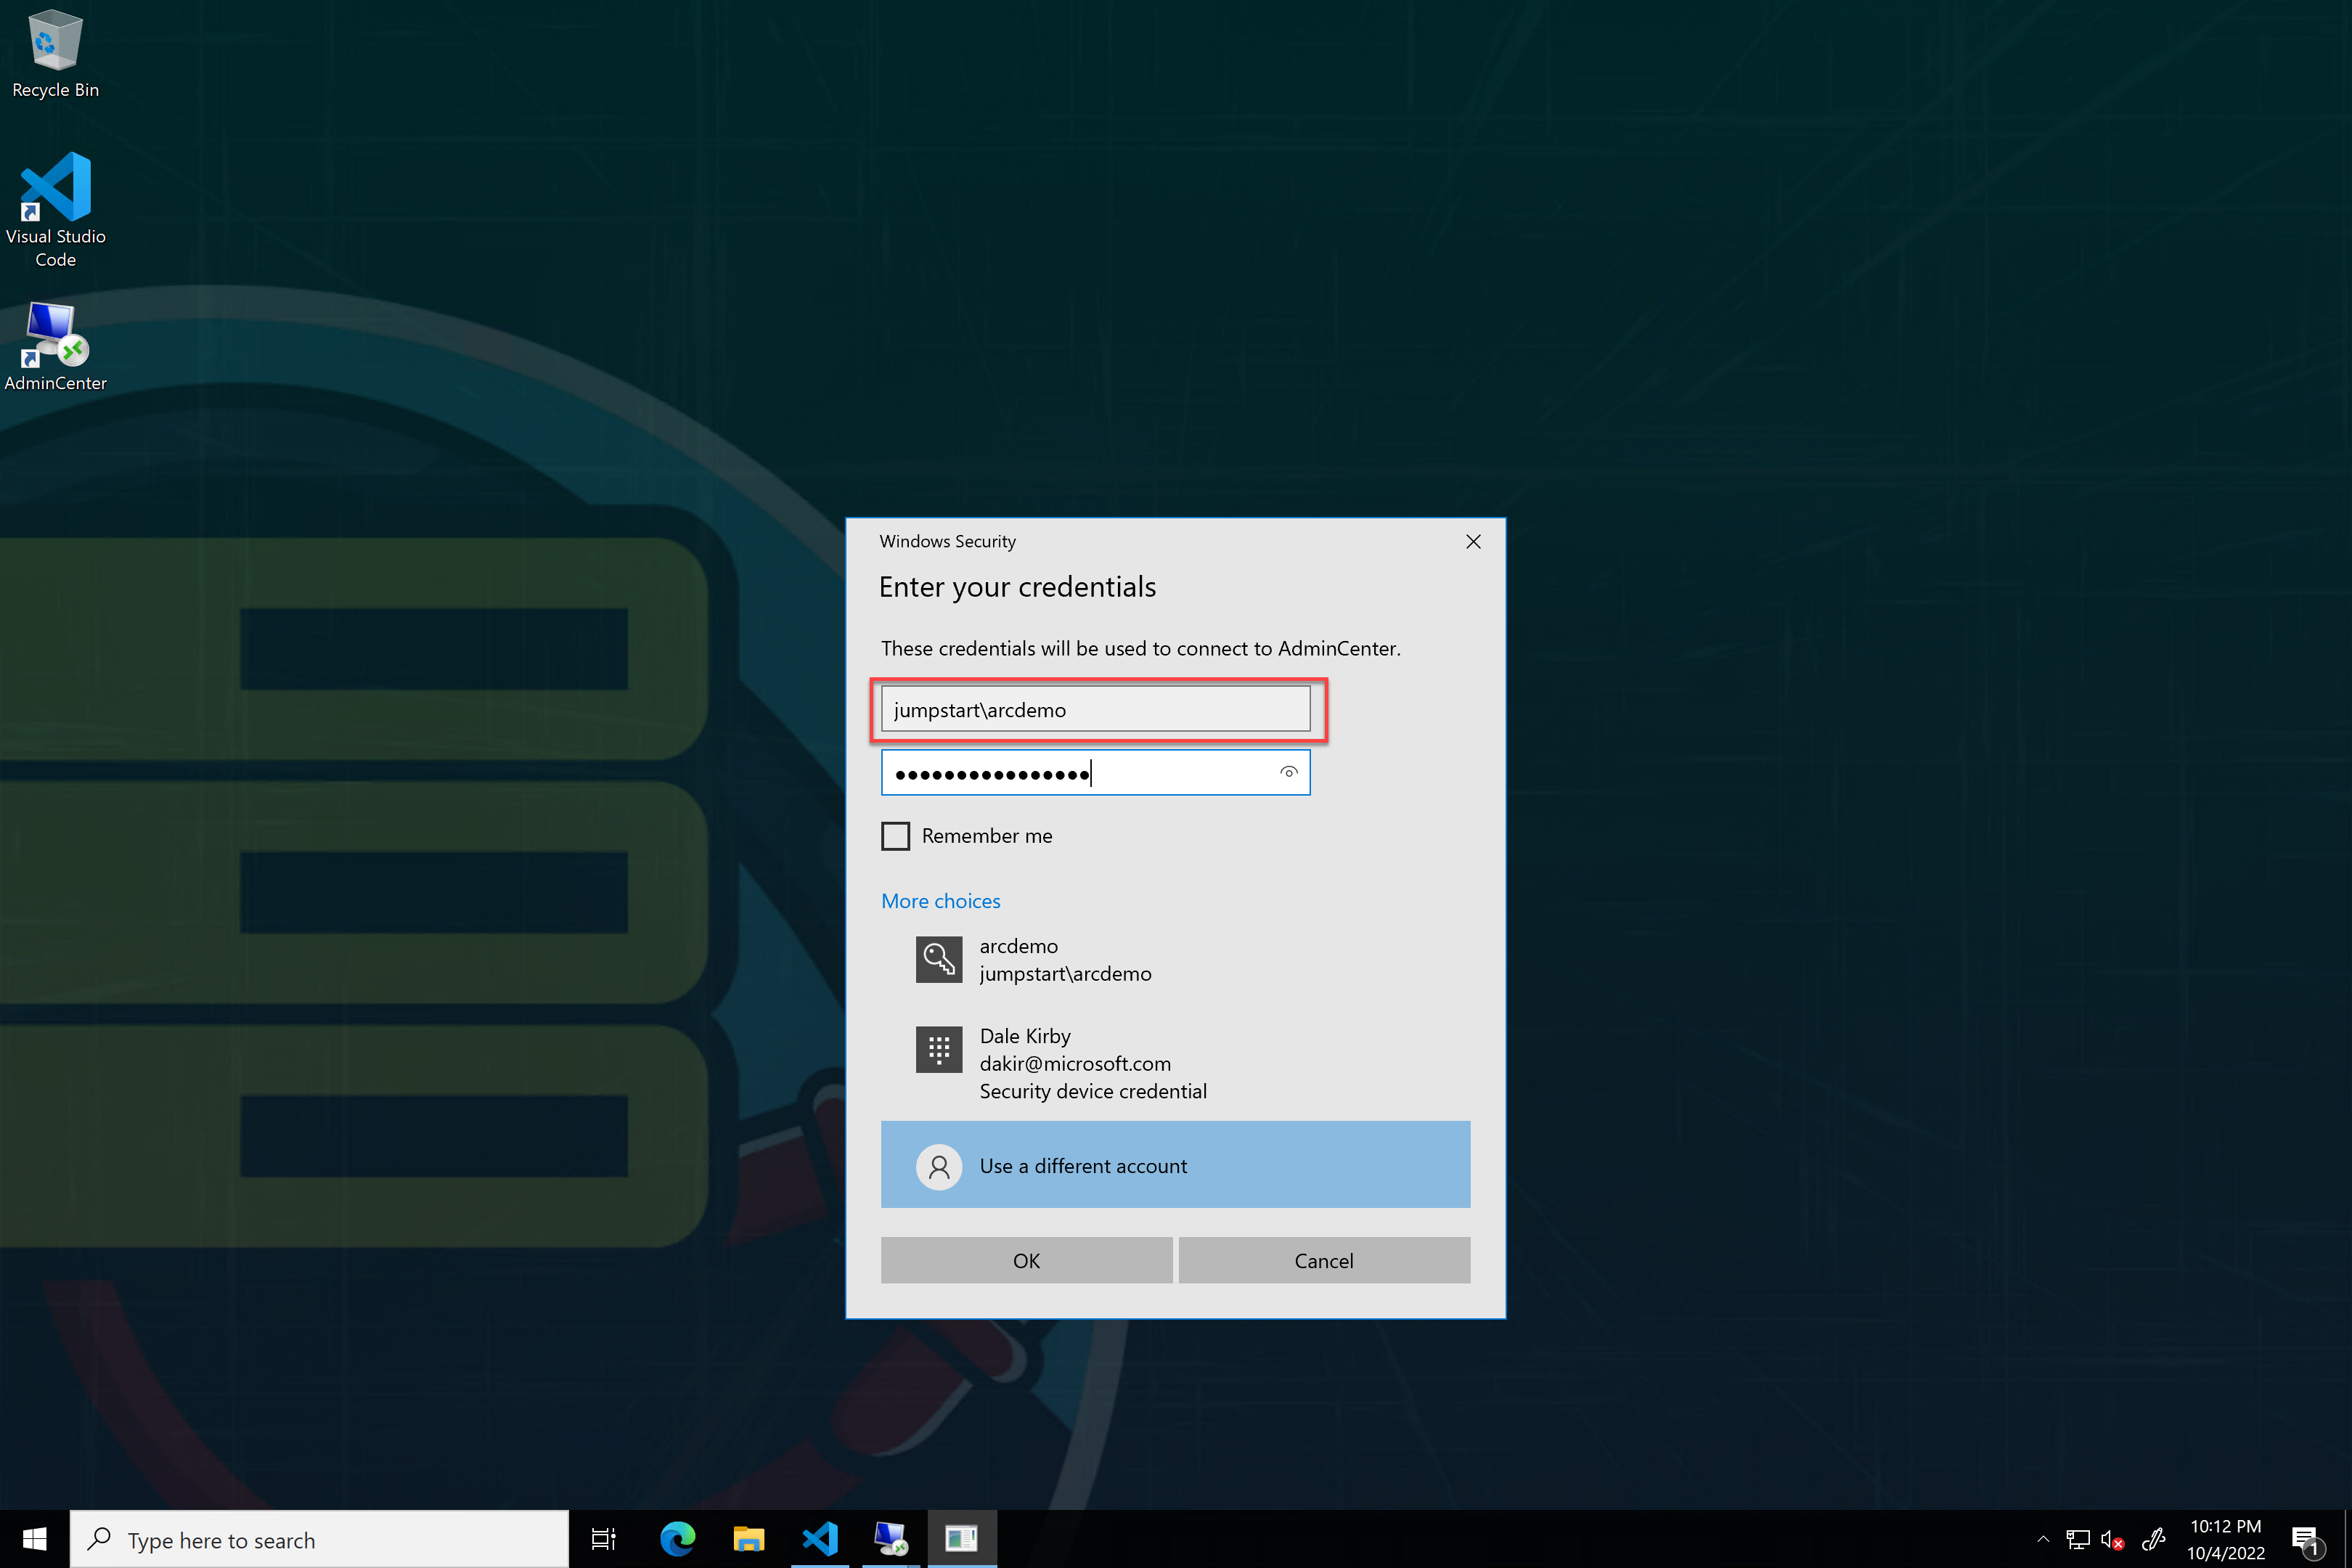 Recycle Bin
Visual Studio
Code
AdminCenter
Windows Security
Enter your credentials
These credentials will be used to connect to AdminCenter.
jumpstart\arcdemo
Remember me
More choices
arcdemo
jumpstart\arcdemo
Dale Kirby
dakir@microsoft.com
Security device credential
Use a different account
OK
Cancel
Type here to search
10:12 PM
10/4/2022
1